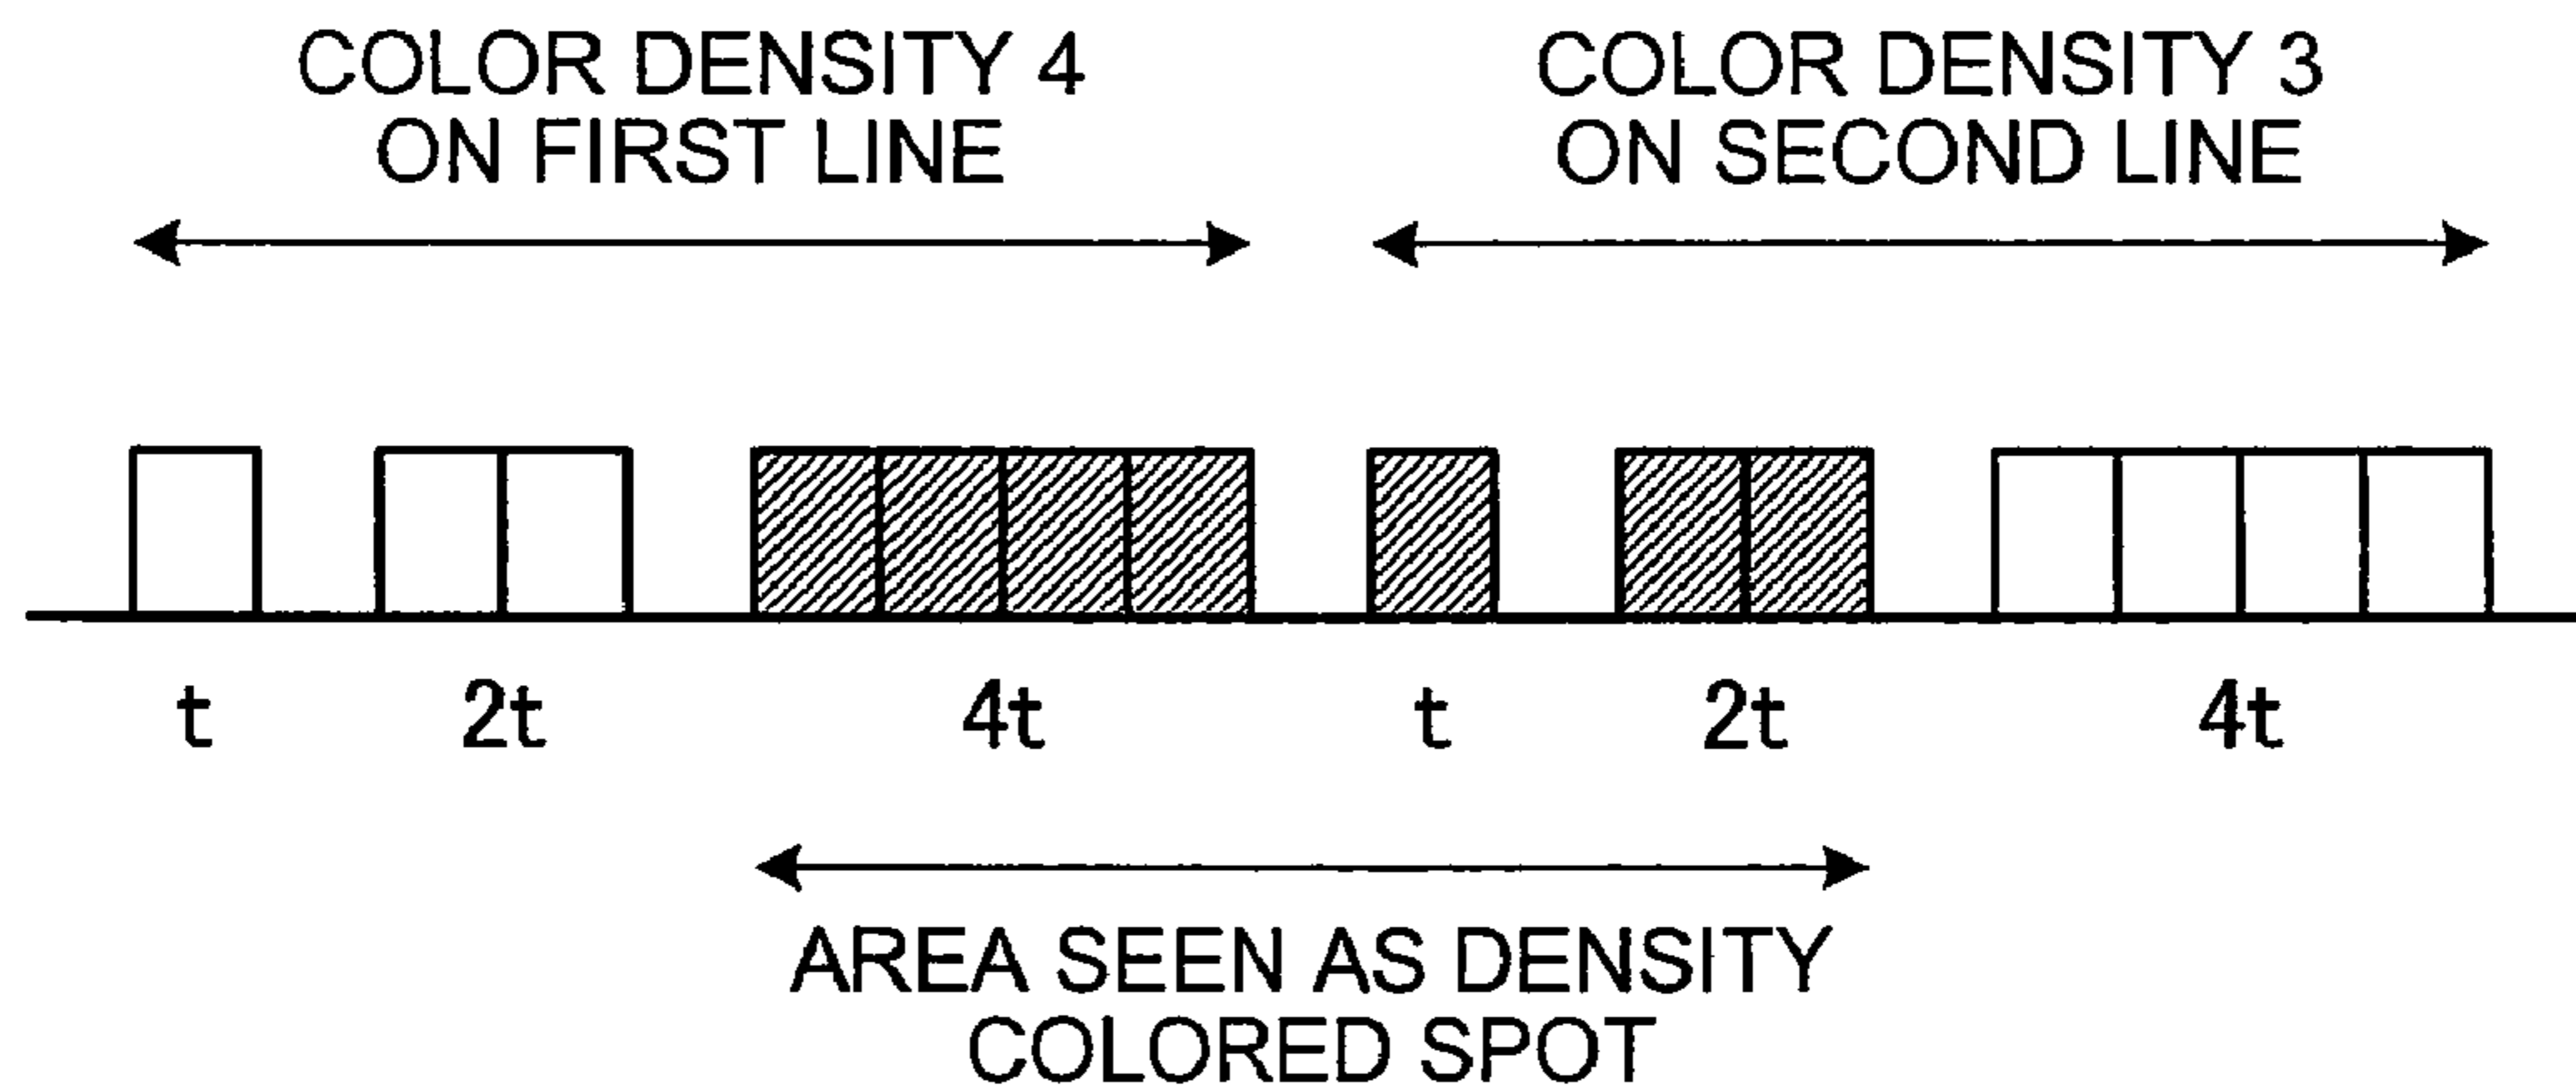 COLOR DENSITY 4
ON FIRST LINE
COLOR DENSITY 3
ON SECOND LINE
t 2t 4t t 2t 4t
AREA SEEN AS DENSITY
COLORED SPOT